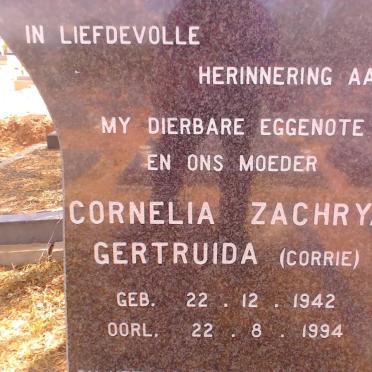 IN LIEFDEVOLLE
HERINNERING AA
MY DIERBARE EGGENOTE
EN ONS MOEDER
CORNELIA ZACHRYA
GERTRUIDA (CORRIE)
GEB. 22 . 12 . 1942
OORL. 22 . 8 . 1994